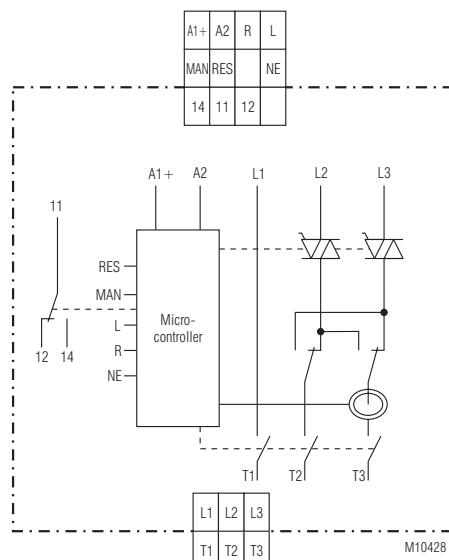 A1+ A2 R L
MAN RES NE
14 11 12
A1+ A2 L1 L2 L3
11
RES
MAN
L
R
NE
Micro-
controller
12 14
T1 T2 T3
L1 L2 L3
T1 T2 T3
M10428